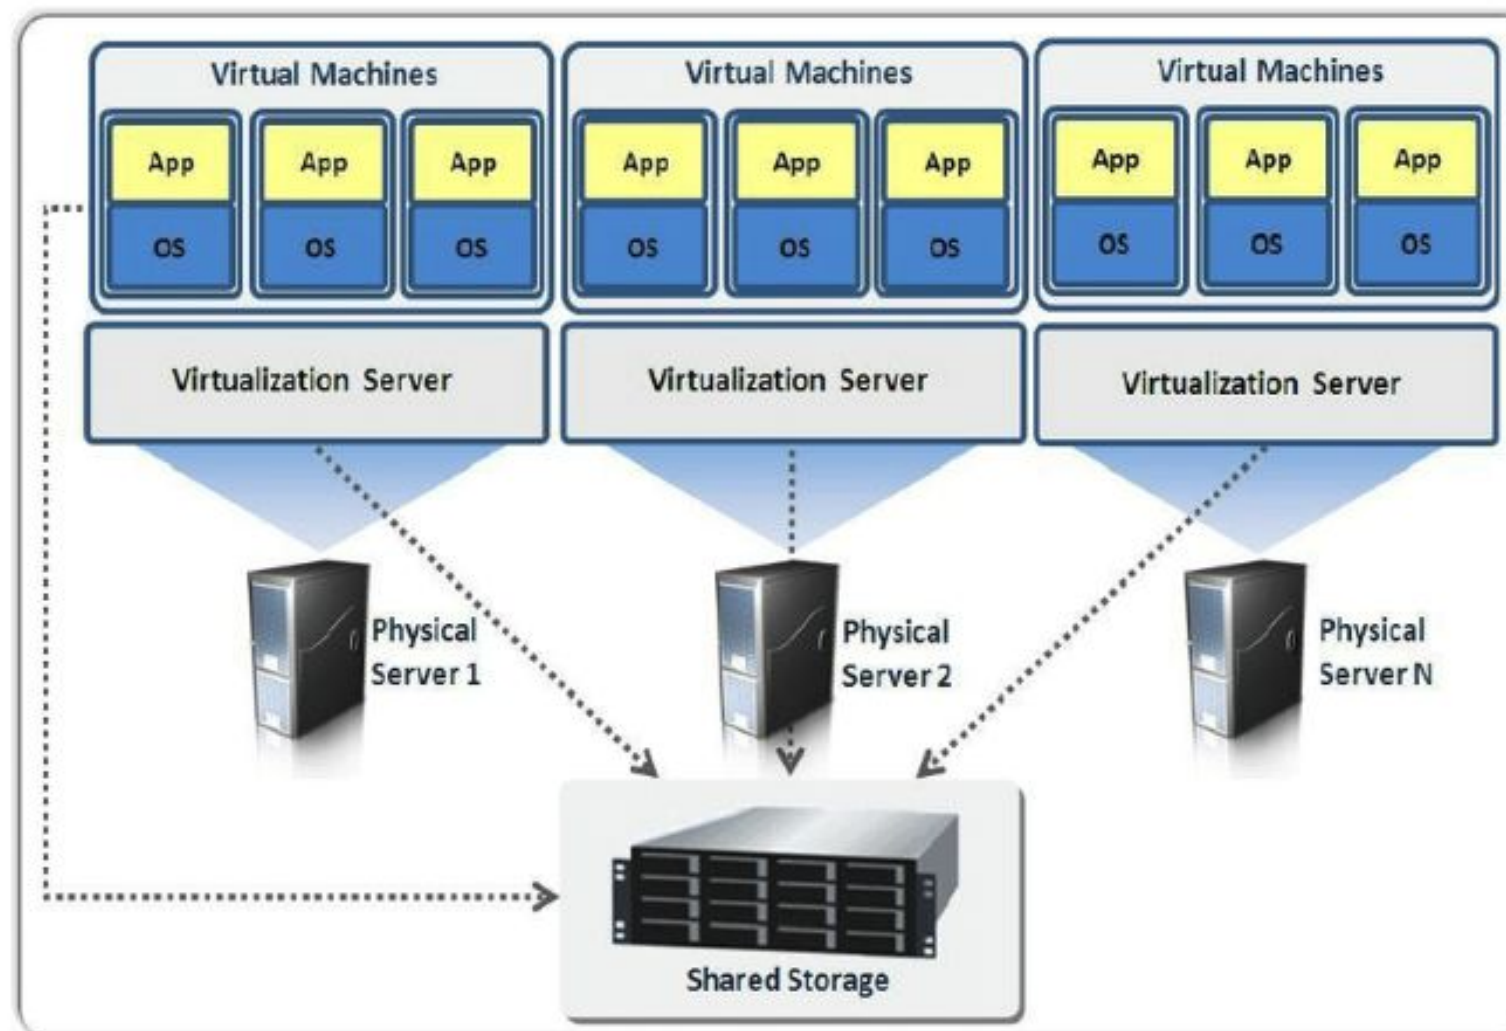 Virtual Machines
Virtual Machines
Virtual Machines
App App App
App App App
App App App
OS OS OS
OS OS OS
OS OS OS
Virtualization Server
Virtualization Server
Virtualization Server
Physical
Server 1
Physical
Server 2
Physical
Server N
Shared Storage